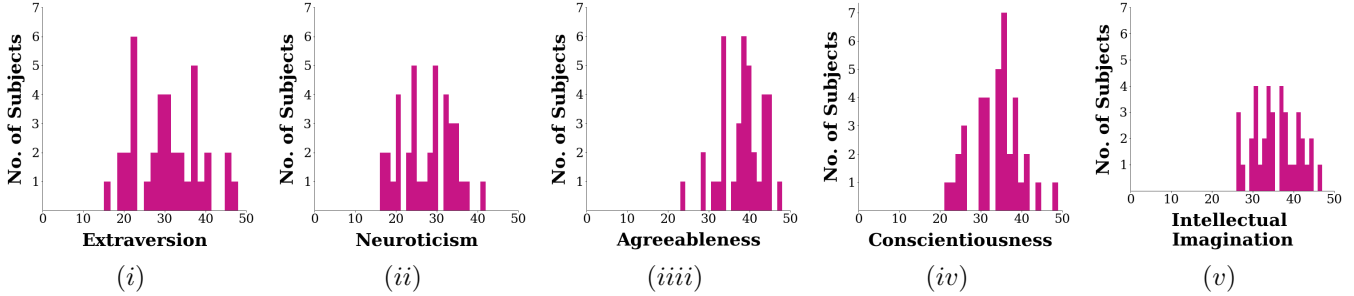 No. of Subjects
7
6
5
4
3
2
1
0 10 20 30 40 50
Extraversion
(i)
No. of Subjects
7
6
5
4
3
2
1
0 10 20 30 40 50
Neuroticism
(ii)
No. of Subjects
7
6
5
4
3
2
1
0 10 20 30 40 50
Agreeableness
(iiii)
No. of Subjects
7
6
5
4
3
2
1
0 10 20 30 40 50
Conscientiousness
(iv)
No. of Subjects
7
6
5
4
3
2
1
0 10 20 30 40 50
Intellectual
Imagination
(v)